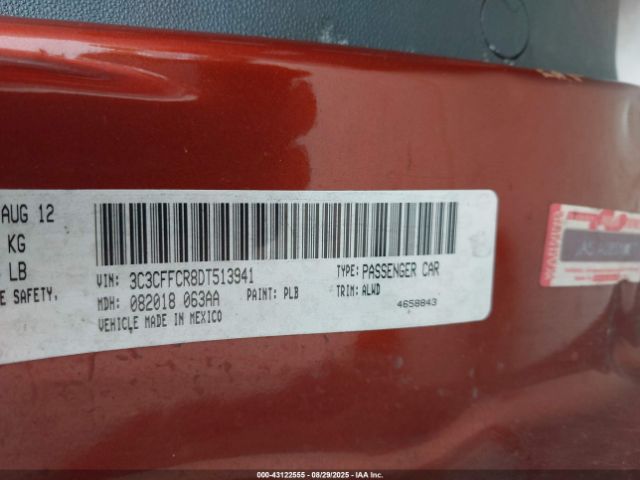 AUG 12
KG
LB
E SAFETY,
VIN: 3C3CFFCR8DT513941
TYPE: PASSENGER CAR
MDH: 082018 063AA
PAINT: PLB
TRIM: ALWD
VEHICLE MADE IN MEXICO
4658843
000-43122555 - 08/29/2025 - IAA Inc.